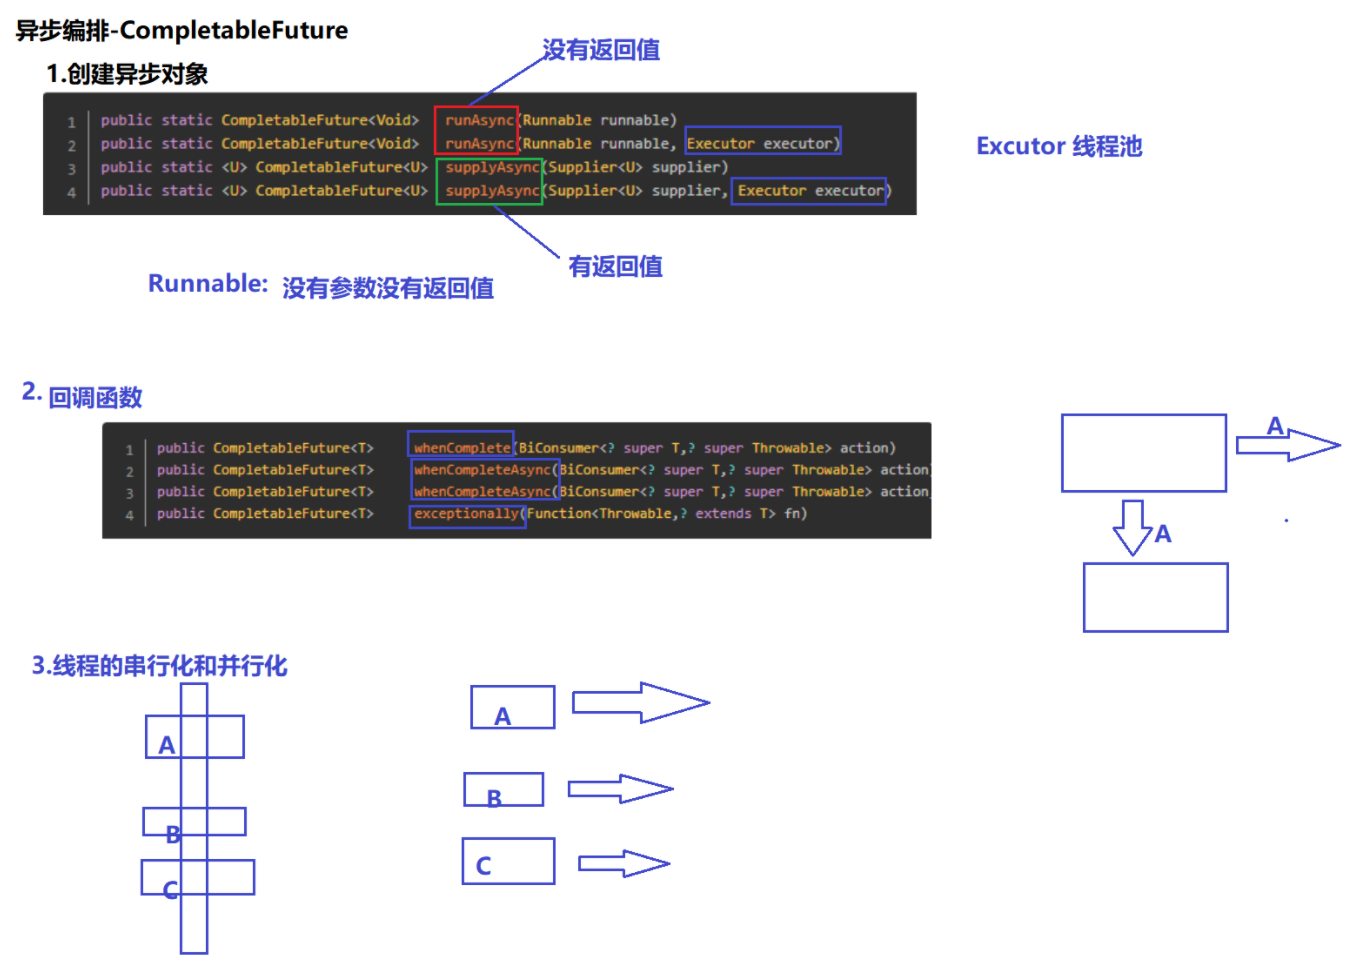 异步编排-CompletableFuture
没有返回值
1.创建异步对象
1 public static CompletableFuture<Void> runAsync(Runnable runnable)
2 public static CompletableFuture<Void> runAsync(Runnable runnable, Executor executor)
3 public static <U> CompletableFuture<U> supplyAsync(Supplier<U> supplier)
4 public static <U> CompletableFuture<U> supplyAsync(Supplier<U> supplier, Executor executor)
Excutor 线程池
有返回值
Runnable: 没有参数没有返回值
2. 回调函数
1 public CompletableFuture<T> whenComplete(BiConsumer<? super T,? super Throwable> action)
2 public CompletableFuture<T> whenCompleteAsync(BiConsumer<? super T,? super Throwable> action)
3 public CompletableFuture<T> whenCompleteAsync(BiConsumer<? super T,? super Throwable> action,
4 public CompletableFuture<T> exceptionally(Function<Throwable,? extends T> fn)
A
A
3.线程的串行化和并行化
A
B
C
A
B
C